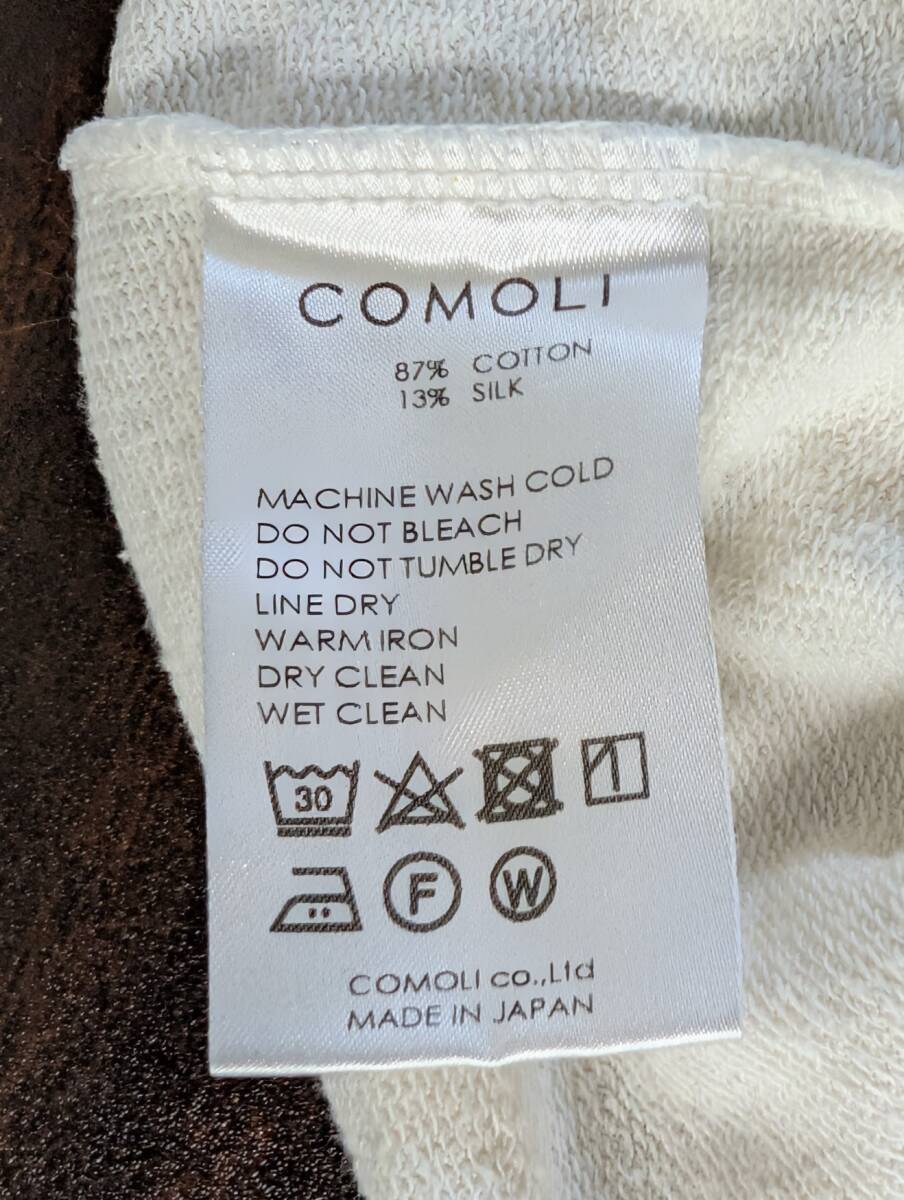 COMOLI
87% COTTON
13% SILK
MACHINE WASH COLD
DO NOT BLEACH
DO NOT TUMBLE DRY
LINE DRY
WARM IRON
DRY CLEAN
WET CLEAN
30
F W
COMOLI co.,Ltd
MADE IN JAPAN